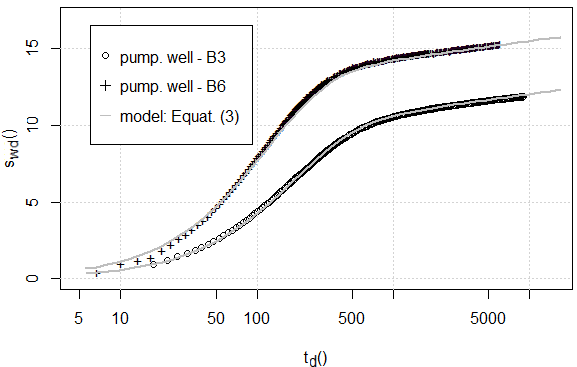 15
10
5
0
s_wd()
pump. well - B3
pump. well - B6
model: Equat. (3)
5 10 50 100 500 5000
t_d()